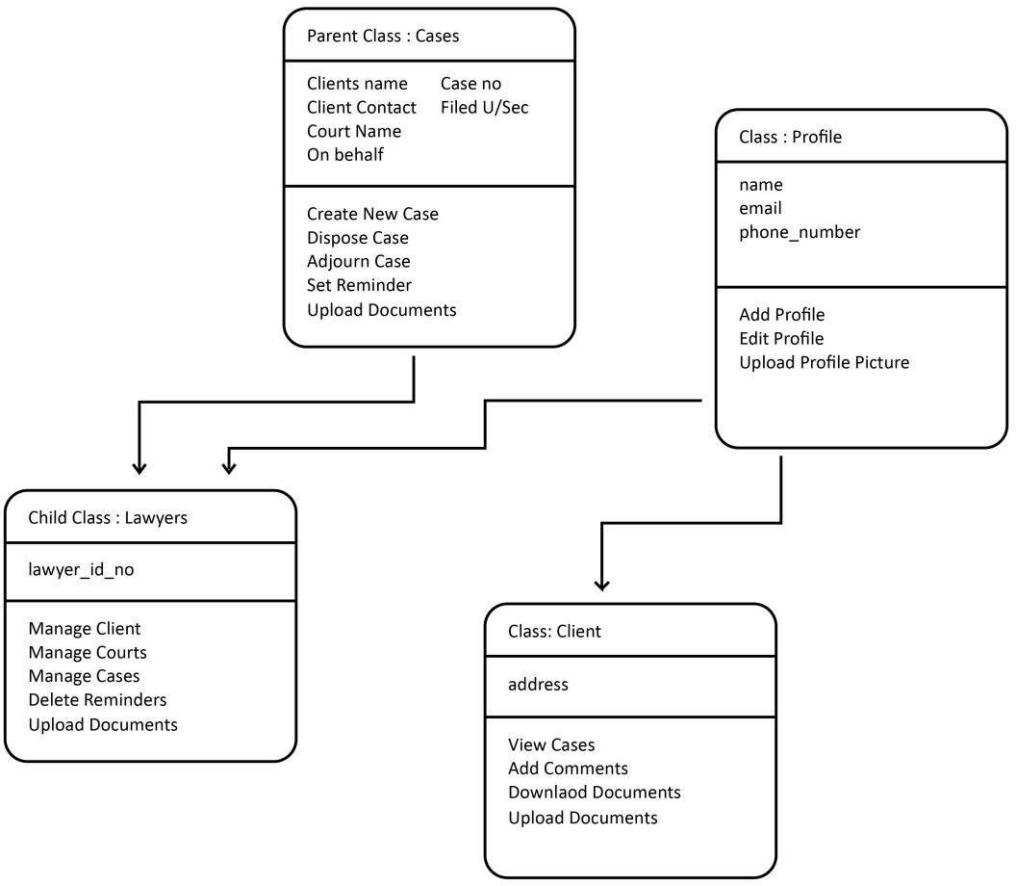 Parent Class : Cases
Clients name Case no
Client Contact Filed U/Sec
Court Name
On behalf
Create New Case
Dispose Case
Adjourn Case
Set Reminder
Upload Documents
Class : Profile
name
email
phone_number
Add Profile
Edit Profile
Upload Profile Picture
Child Class : Lawyers
lawyer_id_no
Manage Client
Manage Courts
Manage Cases
Delete Reminders
Upload Documents
Class: Client
address
View Cases
Add Comments
Downlaod Documents
Upload Documents